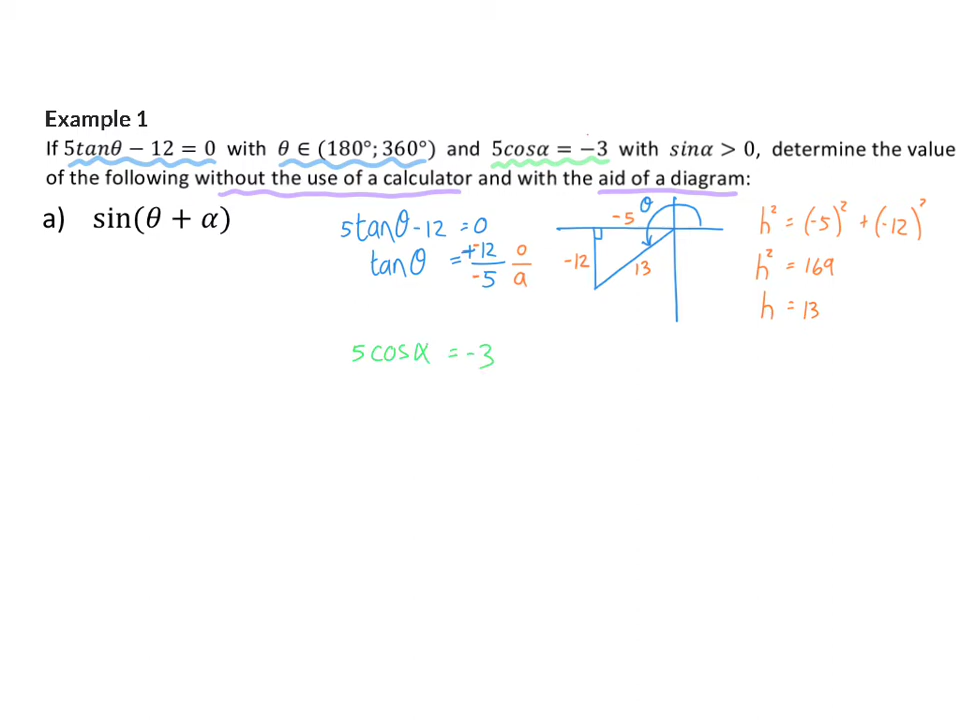 Example 1
If 5tanθ − 12 = 0 with θ ∈ (180°; 360°) and 5cosα = −3 with sinα > 0, determine the value
of the following without the use of a calculator and with the aid of a diagram:
a) sin(θ + α)
5tanθ - 12 = 0
tanθ = +-12/-5 o/a
θ
-5
-12
13
h² = (-5)² + (-12)²
h² = 169
h = 13
5cosα = -3